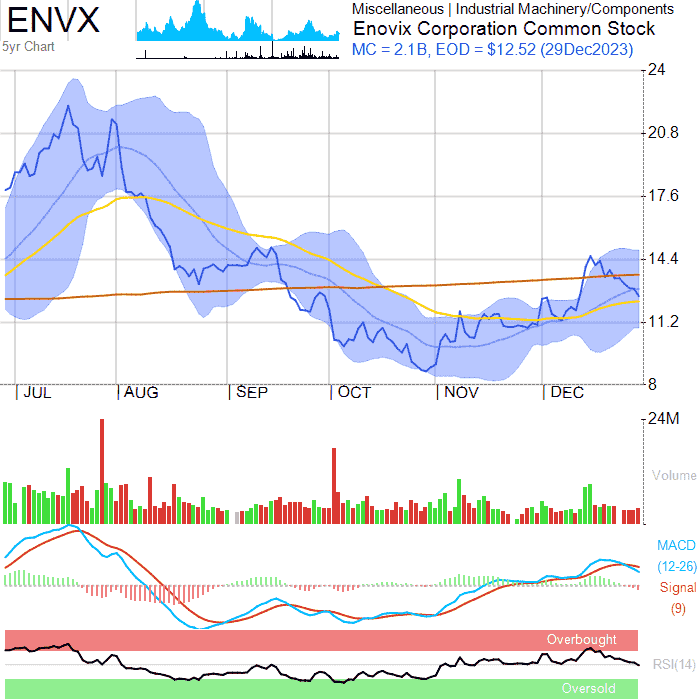 ENVX
5yr Chart
Miscellaneous | Industrial Machinery/Components
Enovix Corporation Common Stock
MC = 2.1B, EOD = $12.52 (29Dec2023)
24
20.8
17.6
14.4
11.2
8
JUL AUG SEP OCT NOV DEC
24M
Volume
MACD
(12-26)
Signal
(9)
Overbought
RSI(14)
Oversold